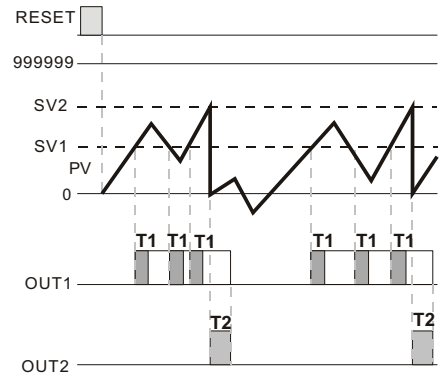 RESET
999999
SV2
SV1
PV
0
T1 T1 T1 T1 T1 T1
OUT1
T2 T2
OUT2